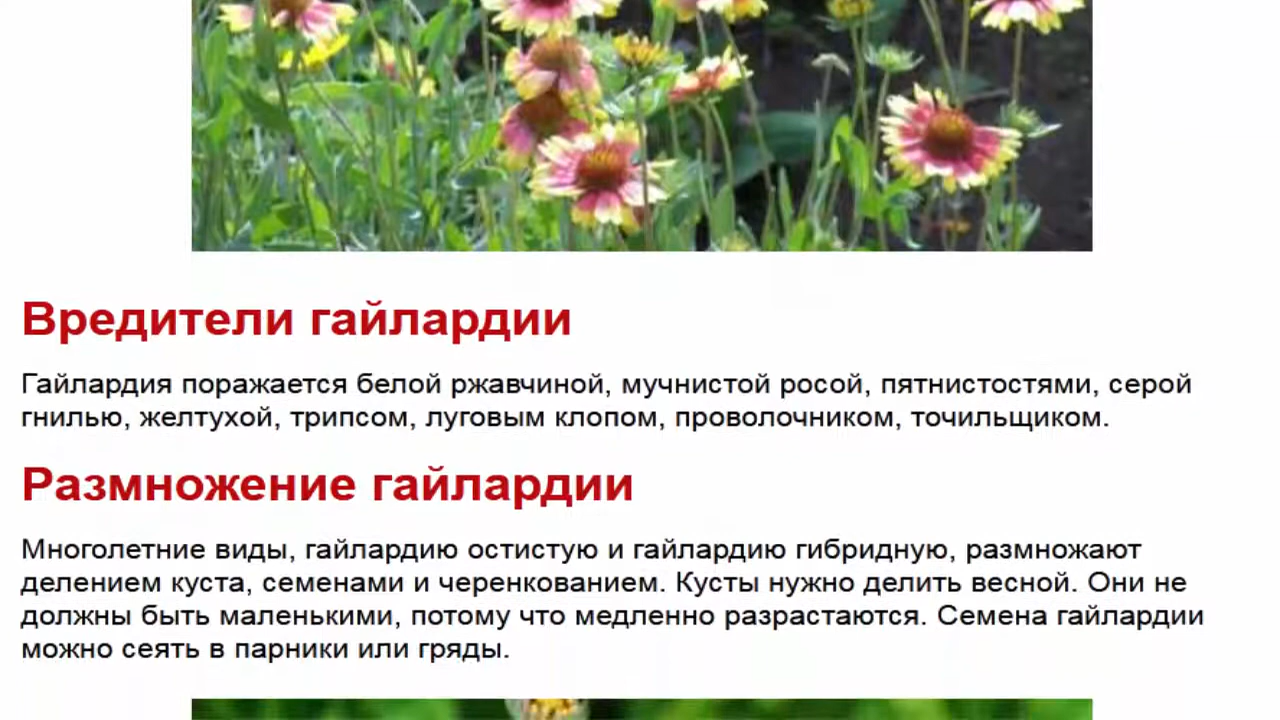 Вредители гайлардии
Гайлардия поражается белой ржавчиной, мучнистой росой, пятнистостями, серой
гнилью, желтухой, трипсом, луговым клопом, проволочником, точильщиком.
Размножение гайлардии
Многолетние виды, гайлардию остистую и гайлардию гибридную, размножают
делением куста, семенами и черенкованием. Кусты нужно делить весной. Они не
должны быть маленькими, потому что медленно разрастаются. Семена гайлардии
можно сеять в парники или гряды.